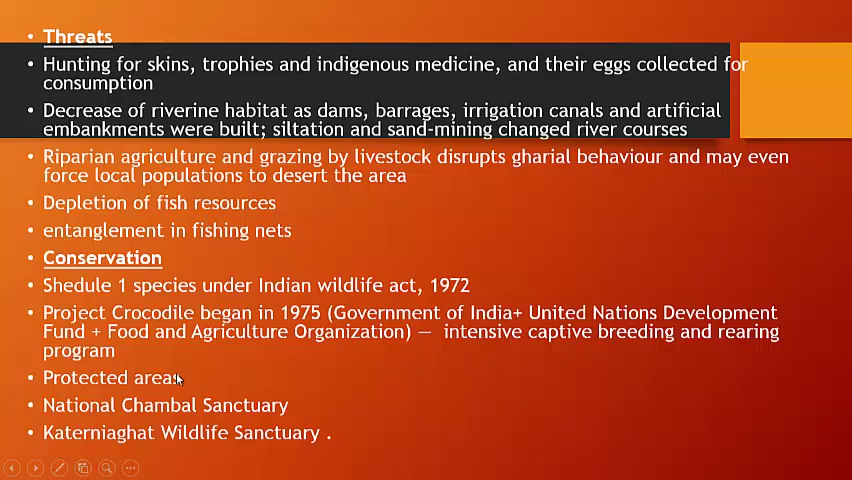 • Threats
• Hunting for skins, trophies and indigenous medicine, and their eggs collected for
consumption
• Decrease of riverine habitat as dams, barrages, irrigation canals and artificial
embankments were built; siltation and sand-mining changed river courses
• Riparian agriculture and grazing by livestock disrupts gharial behaviour and may even
force local populations to desert the area
• Depletion of fish resources
• entanglement in fishing nets
• Conservation
• Shedule 1 species under Indian wildlife act, 1972
• Project Crocodile began in 1975 (Government of India+ United Nations Development
Fund + Food and Agriculture Organization) — intensive captive breeding and rearing
program
• Protected areas
• National Chambal Sanctuary
• Katerniaghat Wildlife Sanctuary .